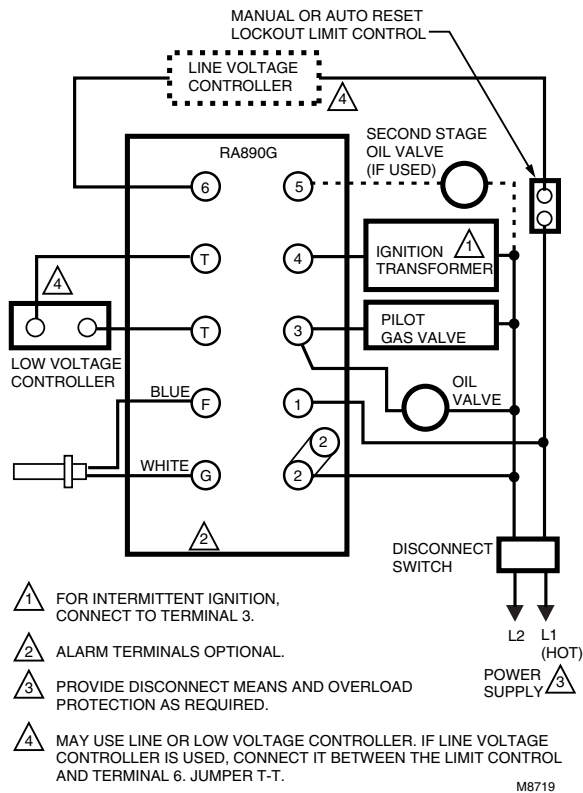 MANUAL OR AUTO RESET
LOCKOUT LIMIT CONTROL
LINE VOLTAGE
CONTROLLER
4
SECOND STAGE
OIL VALVE
(IF USED)
RA890G
6
5
T
4
IGNITION
TRANSFORMER
1
4
T
3
PILOT
GAS VALVE
LOW VOLTAGE
CONTROLLER
OIL
VALVE
BLUE
F
1
2
WHITE
G
2
2
DISCONNECT
SWITCH
1 FOR INTERMITTENT IGNITION,
CONNECT TO TERMINAL 3.
L2 L1
(HOT)
2 ALARM TERMINALS OPTIONAL.
POWER
SUPPLY 3
3 PROVIDE DISCONNECT MEANS AND OVERLOAD
PROTECTION AS REQUIRED.
4 MAY USE LINE OR LOW VOLTAGE CONTROLLER. IF LINE VOLTAGE
CONTROLLER IS USED, CONNECT IT BETWEEN THE LIMIT CONTROL
AND TERMINAL 6. JUMPER T-T.
M8719